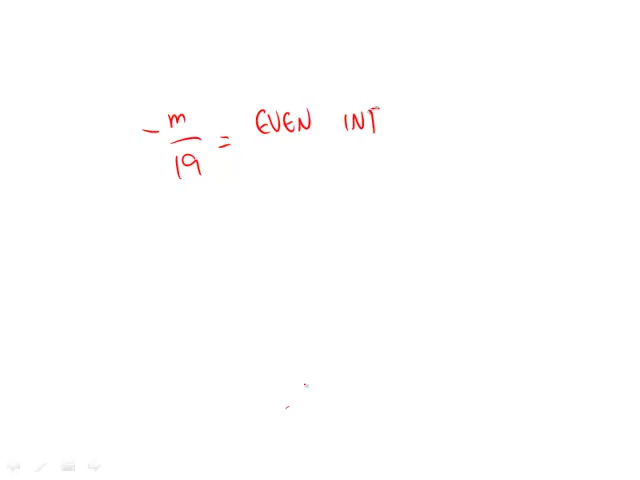 - m/19 = EVEN INT